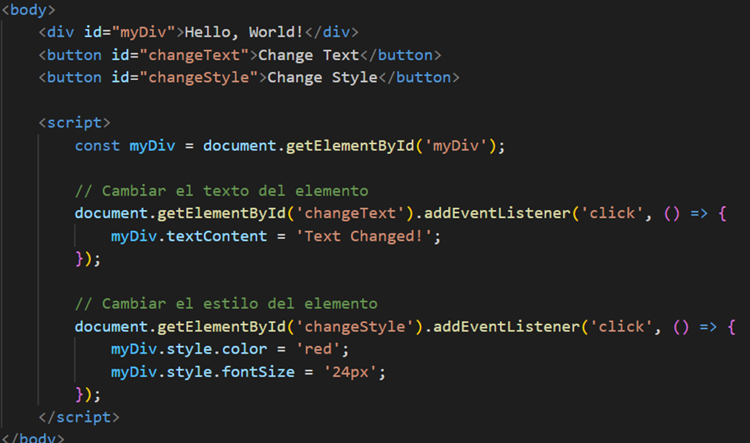 <body>
<div id="myDiv">Hello, World!</div>
<button id="changeText">Change Text</button>
<button id="changeStyle">Change Style</button>
<script>
const myDiv = document.getElementById('myDiv');
// Cambiar el texto del elemento
document.getElementById('changeText').addEventListener('click', () => {
myDiv.textContent = 'Text Changed!';
});
// Cambiar el estilo del elemento
document.getElementById('changeStyle').addEventListener('click', () => {
myDiv.style.color = 'red';
myDiv.style.fontSize = '24px';
});
</script>
</body>